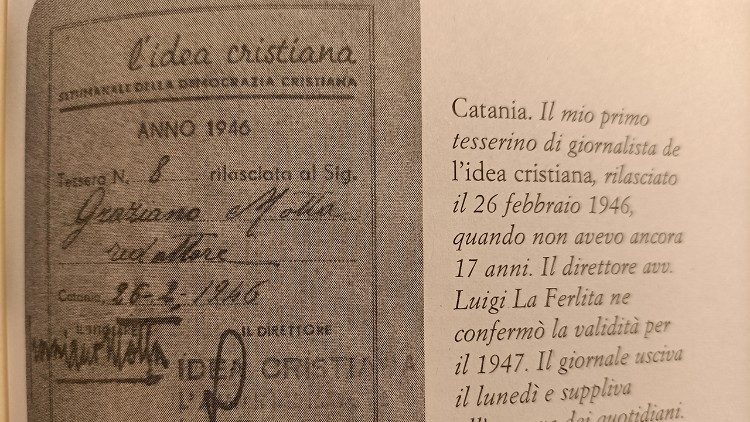 l'idea cristiana
SETTIMANALE DELLA DEMOCRAZIA CRISTIANA
ANNO 1946
Tessera N. 8 rilasciata al Sig.
Graziano Motta
redattore
Catania, 26-2-1946
IL DIRETTORE
Motta
IDEA CRISTIANA
Catania. Il mio primo
tesserino di giornalista de
l'idea cristiana, rilasciato
il 26 febbraio 1946,
quando non avevo ancora
17 anni. Il direttore avv.
Luigi La Ferlita ne
confermò la validità per
il 1947. Il giornale usciva
il lunedì e suppliva
dei quotidiani.